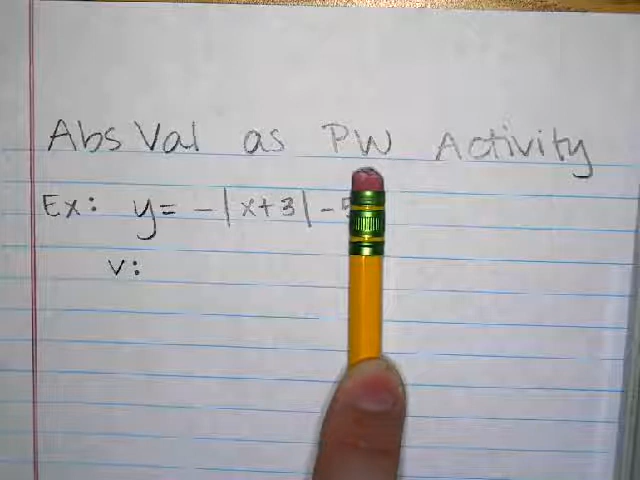 Abs Val as PW Activity
Ex: y = -|x+3| -
v: